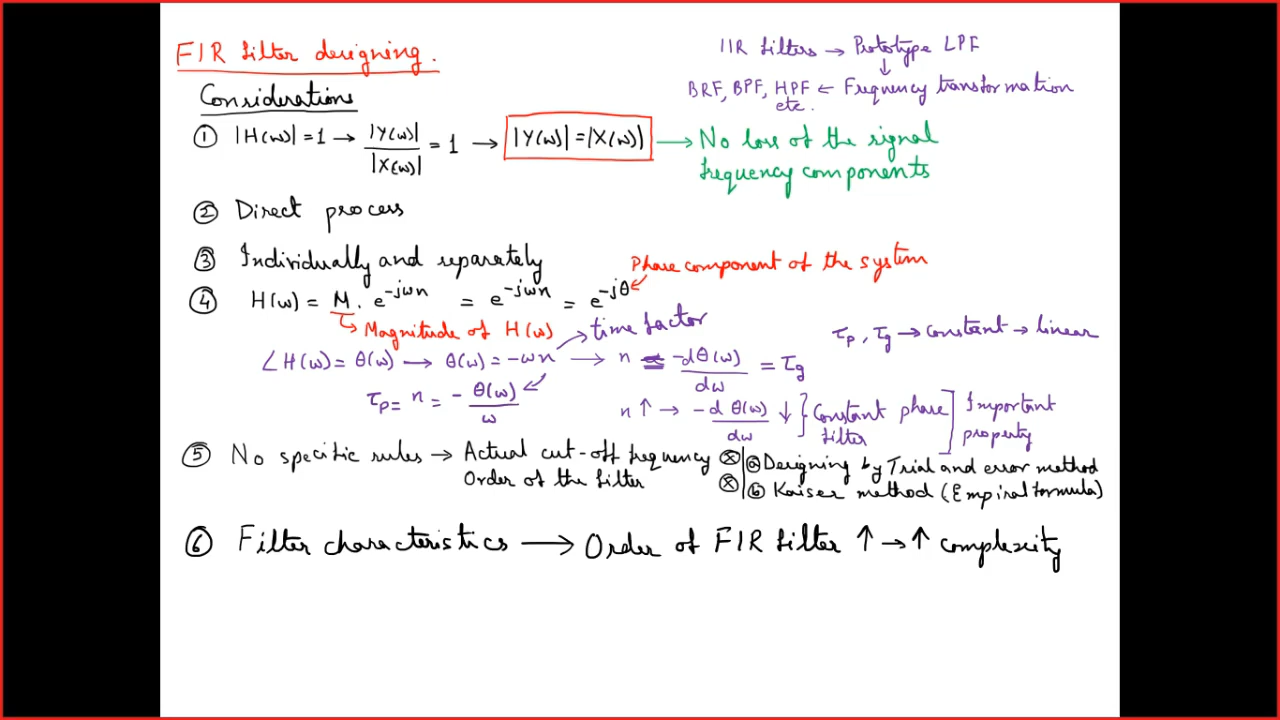 FIR filter designing.
IIR filters → Prototype LPF
↓
BRF, BPF, HPF ← Frequency transformation
etc.
Considerations
① |H(ω)| = 1 → |Y(ω)| / |X(ω)| = 1 → |Y(ω)| = |X(ω)| → No loss of the signal
frequency components
② Direct process
③ Individually and separately
Phase component of the system
④ H(ω) = M . e^-jωn = e^-jωn = e^-jθ
↳ Magnitude of H(ω)
time factor
τp, τg → constant → linear
∠H(ω) = θ(ω) → θ(ω) = -ωn → n = -dθ(ω) / dω = τg
τp = n = - θ(ω) / ω
n ↑ → - d θ(ω) / dω ↓ } Constant phase filter ] Important property
⑤ No specific rules → Actual cut-off frequency ⓧ | ⓐ Designing by Trial and error method
Order of the filter ⓧ | ⓑ Kaiser method (Empiral formula)
⑥ Filter characteristics → Order of FIR filter ↑ → ↑ complexity